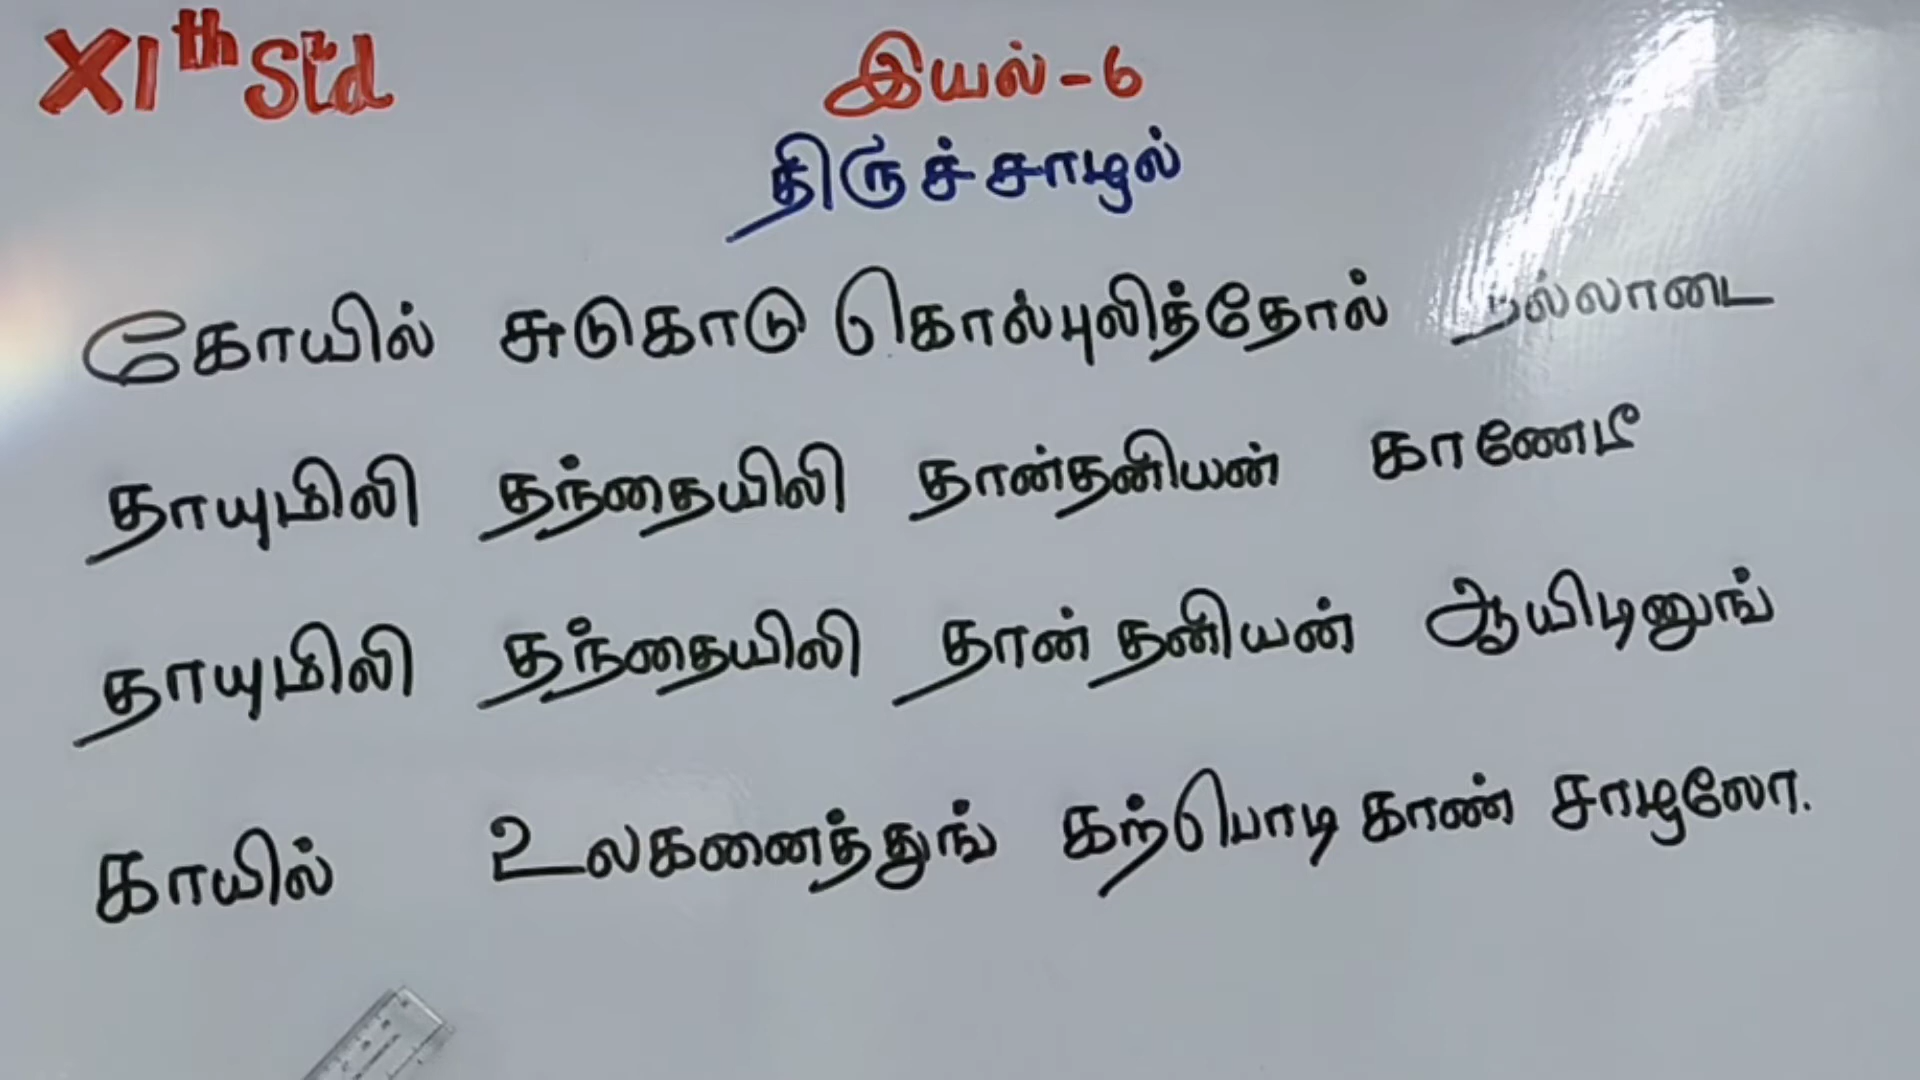 XIth Std
இயல்-6
திருச்சாழல்
கோயில் சுடுகாடு கொல்புலித்தோல் நல்லாடை
தாயுமிலி தந்தையிலி தான்தனியன் காணேடீ
தாயுமிலி தந்தையிலி தான் தனியன் ஆயிடினுங்
காயில் உலகனைத்துங் கற்பொடி காண் சாழலோ.